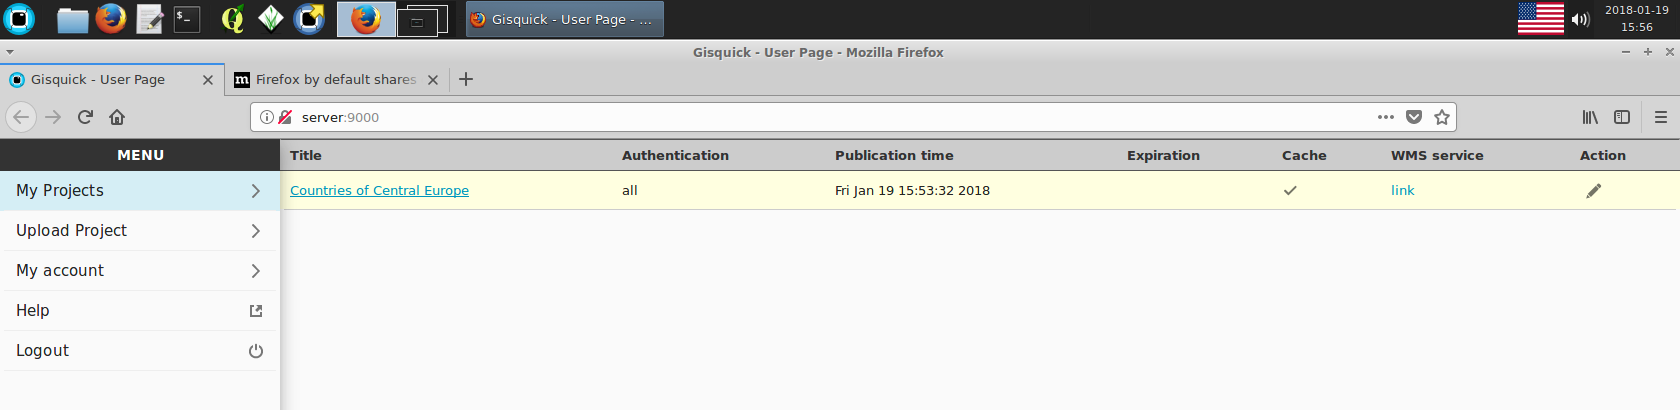 Gisquick - User Page - ...
2018-01-19
15:56
Gisquick - User Page - Mozilla Firefox
Gisquick - User Page
Firefox by default shares
server:9000
MENU
Title Authentication Publication time Expiration Cache WMS service Action
My Projects
Countries of Central Europe all Fri Jan 19 15:53:32 2018 link
Upload Project
My account
Help
Logout